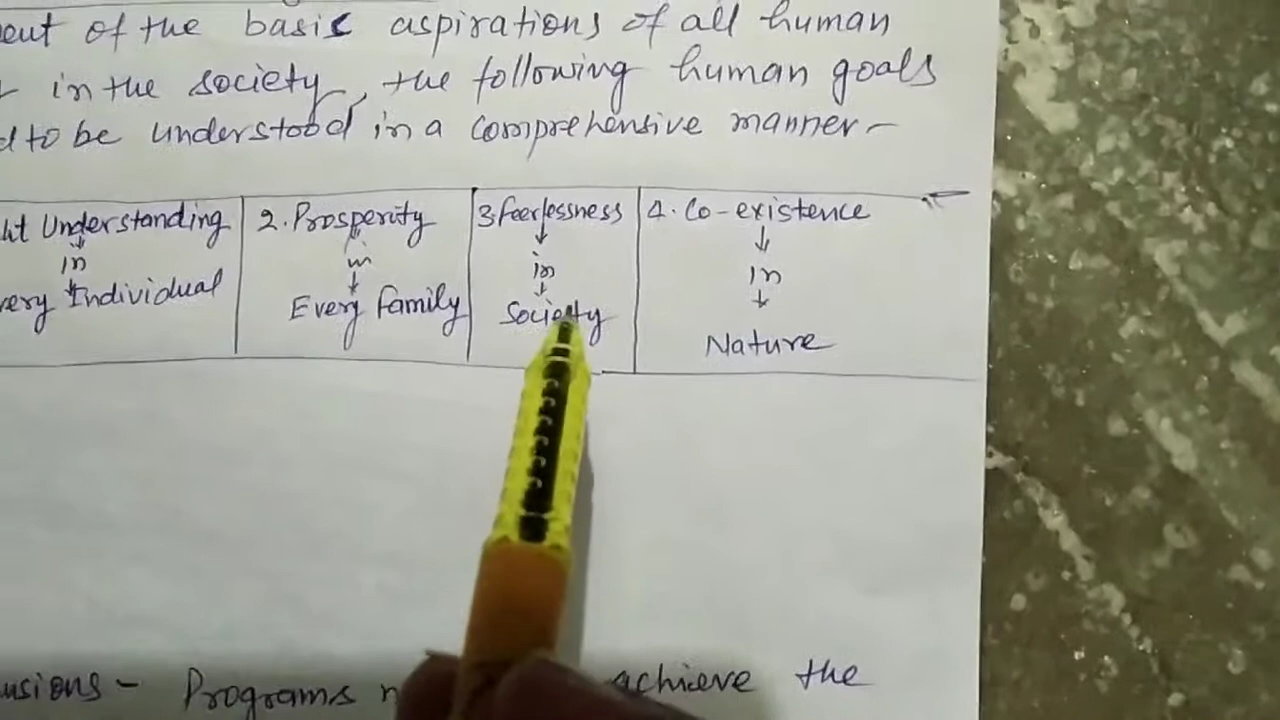 of the basic aspirations of all human
in the society, the following human goals
to be understood in a comprehensive manner-
Understanding 2. Prosperity 3 feerlessness 4. Co-existence
in in in in
Individual Every family Society Nature
Programs achieve the